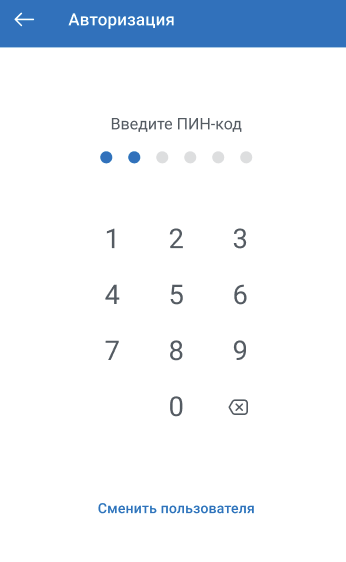 Авторизация
Введите ПИН-код
1 2 3
4 5 6
7 8 9
0
Сменить пользователя